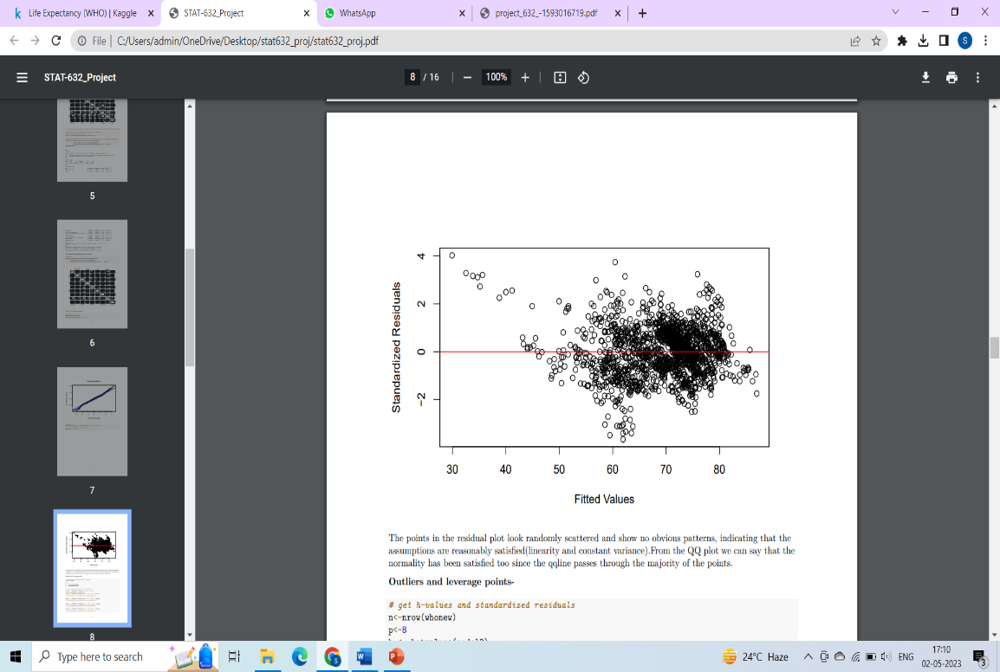 Life Expectancy (WHO) | Kaggle
STAT-632_Project
WhatsApp
project_632_-1593016719.pdf
File | C:/Users/admin/OneDrive/Desktop/stat632_proj/stat632_proj.pdf
S
STAT-632_Project
8 / 16
100%
5
6
7
8
Standardized Residuals
4
2
0
-2
30 40 50 60 70 80
Fitted Values
The points in the residual plot look randomly scattered and show no obvious patterns, indicating that the
assumptions are reasonably satisfied(linearity and constant variance).From the QQ plot we can say that the
normality has been satisfied too since the qqline passes through the majority of the points.
Outliers and leverage points-
# get h-values and standardized residuals
n<-nrow(whonew)
p<-8
Type here to search
24°C Haze
ENG
17:10
02-05-2023
3